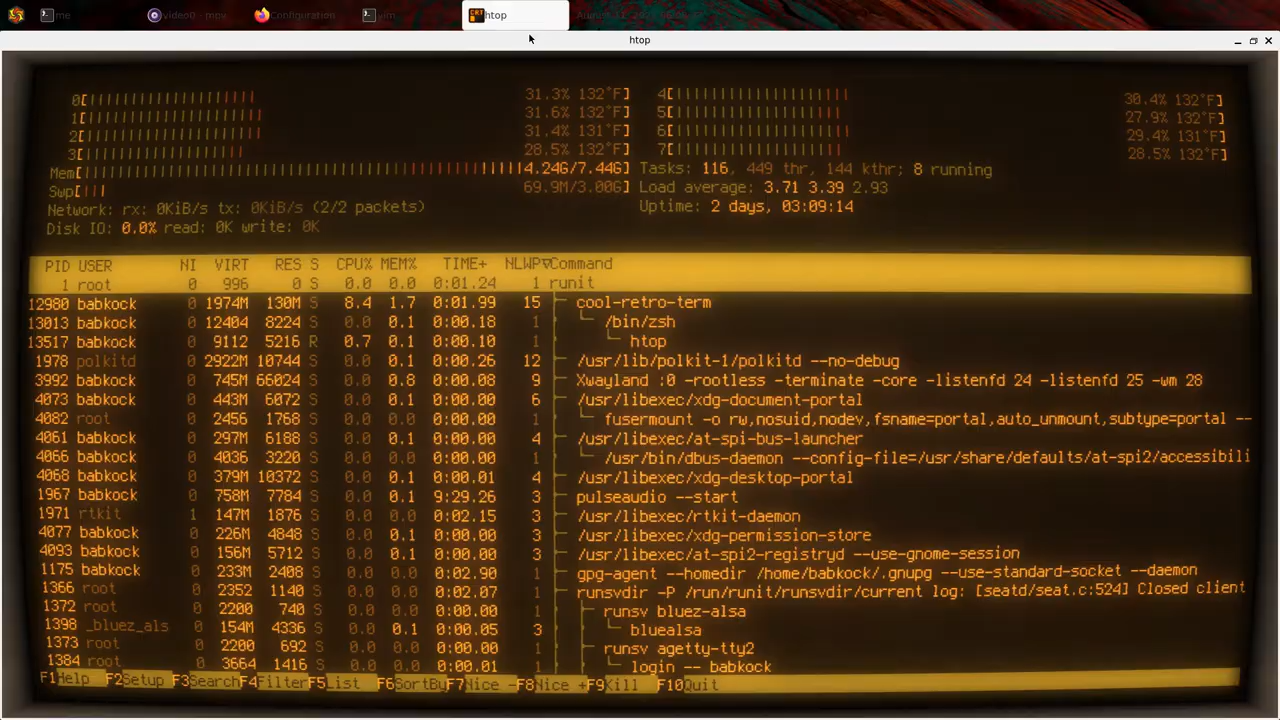 me
video0 - mpv
Configuration
vim
htop
htop
0[ 31.3% 132°F] 4[ 30.4% 132°F]
1[ 31.6% 132°F] 5[ 27.9% 132°F]
2[ 31.4% 131°F] 6[ 29.4% 131°F]
3[ 28.5% 132°F] 7[ 28.5% 132°F]
Mem[ 4.24G/7.44G] Tasks: 116, 449 thr, 144 kthr; 8 running
Swp[ 69.9M/3.00G] Load average: 3.71 3.39 2.93
Network: rx: 0KiB/s tx: 0KiB/s (2/2 packets) Uptime: 2 days, 03:09:14
Disk IO: 0.0% read: 0K write: 0K
PID USER NI VIRT RES S CPU% MEM% TIME+ NLWP▽Command
1 root 0 996 0 S 0.0 0.0 0:01.24 1 runit
12980 babkock 0 1974M 130M S 8.4 1.7 0:01.99 15 cool-retro-term
13013 babkock 0 12404 8224 S 0.0 0.1 0:00.18 1 /bin/zsh
13517 babkock 0 9112 5216 R 0.7 0.1 0:00.10 1 htop
1978 polkitd 0 2922M 10744 S 0.0 0.1 0:00.26 12 /usr/lib/polkit-1/polkitd --no-debug
3992 babkock 0 745M 66024 S 0.0 0.8 0:00.08 9 Xwayland :0 -rootless -terminate -core -listenfd 24 -listenfd 25 -wm 28
4073 babkock 0 443M 6072 S 0.0 0.1 0:00.00 6 /usr/libexec/xdg-document-portal
4082 root 0 2456 1768 S 0.0 0.0 0:00.00 1 fusermount -o rw,nosuid,nodev,fsname=portal,auto_unmount,subtype=portal --
4061 babkock 0 297M 6188 S 0.0 0.1 0:00.00 4 /usr/libexec/at-spi-bus-launcher
4066 babkock 0 4036 3220 S 0.0 0.0 0:00.00 1 /usr/bin/dbus-daemon --config-file=/usr/share/defaults/at-spi2/accessibili
4068 babkock 0 379M 10372 S 0.0 0.1 0:00.01 4 /usr/libexec/xdg-desktop-portal
1967 babkock 0 758M 7784 S 0.0 0.1 9:29.26 3 pulseaudio --start
1971 rtkit 1 147M 1876 S 0.0 0.0 0:02.15 3 /usr/libexec/rtkit-daemon
4077 babkock 0 226M 4848 S 0.0 0.1 0:00.00 3 /usr/libexec/xdg-permission-store
4093 babkock 0 156M 5712 S 0.0 0.1 0:00.00 3 /usr/libexec/at-spi2-registryd --use-gnome-session
1175 babkock 0 233M 2408 S 0.0 0.0 0:02.90 1 gpg-agent --homedir /home/babkock/.gnupg --use-standard-socket --daemon
1366 root 0 2352 1140 S 0.0 0.0 0:02.07 1 runsvdir -P /run/runit/runsvdir/current log: [seatd/seat.c:524] Closed client
1372 root 0 2200 740 S 0.0 0.0 0:00.00 1 runsv bluez-alsa
1398 _bluez_als 0 154M 4336 S 0.0 0.1 0:00.05 3 bluealsa
1373 root 0 2200 692 S 0.0 0.0 0:00.00 1 runsv agetty-tty2
1384 root 0 3664 1416 S 0.0 0.0 0:00.01 1 login -- babkock
F1Help F2Setup F3SearchF4FilterF5List F6SortByF7Nice -F8Nice +F9Kill F10Quit